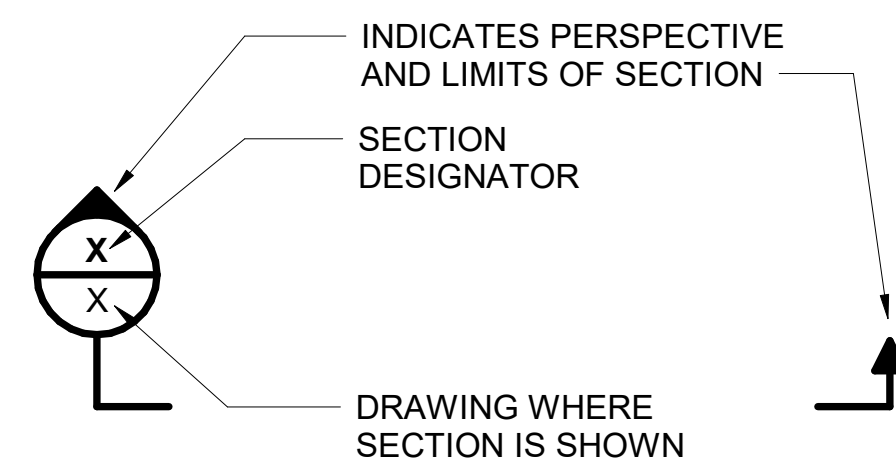 INDICATES PERSPECTIVE
AND LIMITS OF SECTION
SECTION
DESIGNATOR
X
X
DRAWING WHERE
SECTION IS SHOWN